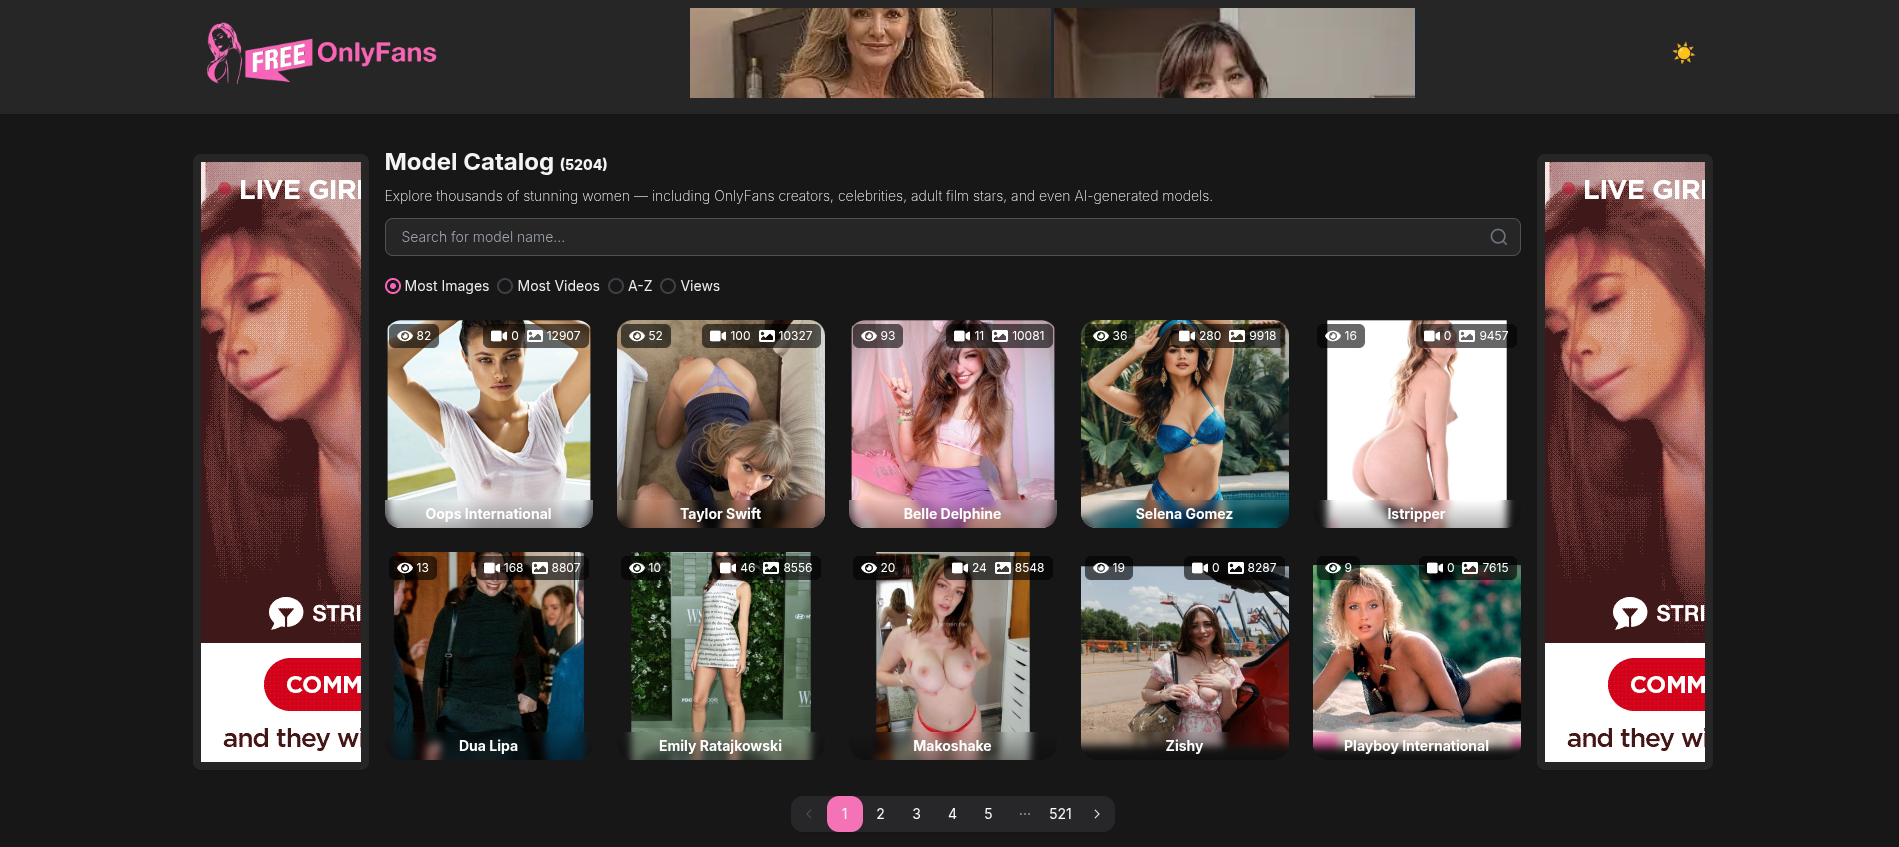 FREE OnlyFans
Model Catalog (5204)
Explore thousands of stunning women — including OnlyFans creators, celebrities, adult film stars, and even AI-generated models.
Search for model name...
Most Images Most Videos A-Z Views
LIVE GIRI
STRI
COMM
and they wi
82 0 12907
Oops International
52 100 10327
Taylor Swift
93 11 10081
Belle Delphine
36 280 9918
Selena Gomez
16 0 9457
Istripper
13 168 8807
Dua Lipa
10 46 8556
Emily Ratajkowski
20 24 8548
Makoshake
19 0 8287
Zishy
9 0 7615
Playboy International
LIVE GIRI
STRI
COMM
and they wi
1 2 3 4 5 ··· 521